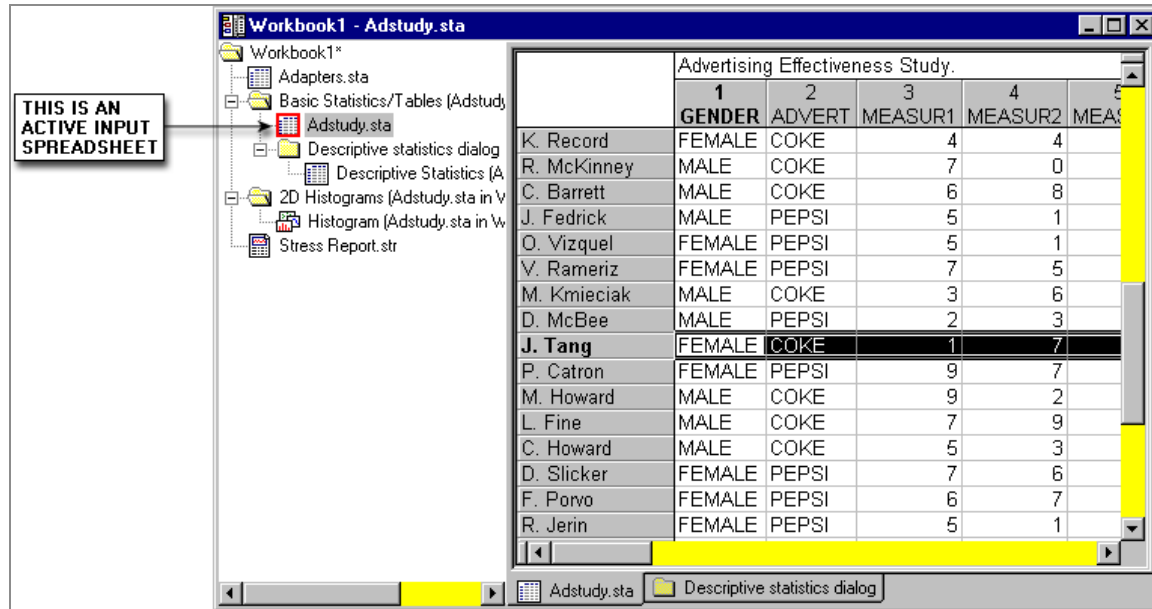 Workbook1 - Adstudy.sta
THIS IS AN
ACTIVE INPUT
SPREADSHEET
Workbook1*
Adapters.sta
Basic Statistics/Tables (Adstudy
Adstudy.sta
Descriptive statistics dialog
Descriptive Statistics (A
2D Histograms (Adstudy.sta in W
Histogram (Adstudy.sta in W
Stress Report.str
Advertising Effectiveness Study.
1 2 3 4 5
GENDER ADVERT MEASUR1 MEASUR2 MEAS
K. Record FEMALE COKE 4 4
R. McKinney MALE COKE 7 0
C. Barrett MALE COKE 6 8
J. Fedrick MALE PEPSI 5 1
O. Vizquel FEMALE PEPSI 5 1
V. Rameriz FEMALE PEPSI 7 5
M. Kmieciak MALE COKE 3 6
D. McBee MALE PEPSI 2 3
J. Tang FEMALE COKE 1 7
P. Catron FEMALE PEPSI 9 7
M. Howard MALE COKE 9 2
L. Fine MALE COKE 7 9
C. Howard MALE COKE 5 3
D. Slicker FEMALE PEPSI 7 6
F. Porvo FEMALE PEPSI 6 7
R. Jerin FEMALE PEPSI 5 1
Adstudy.sta Descriptive statistics dialog